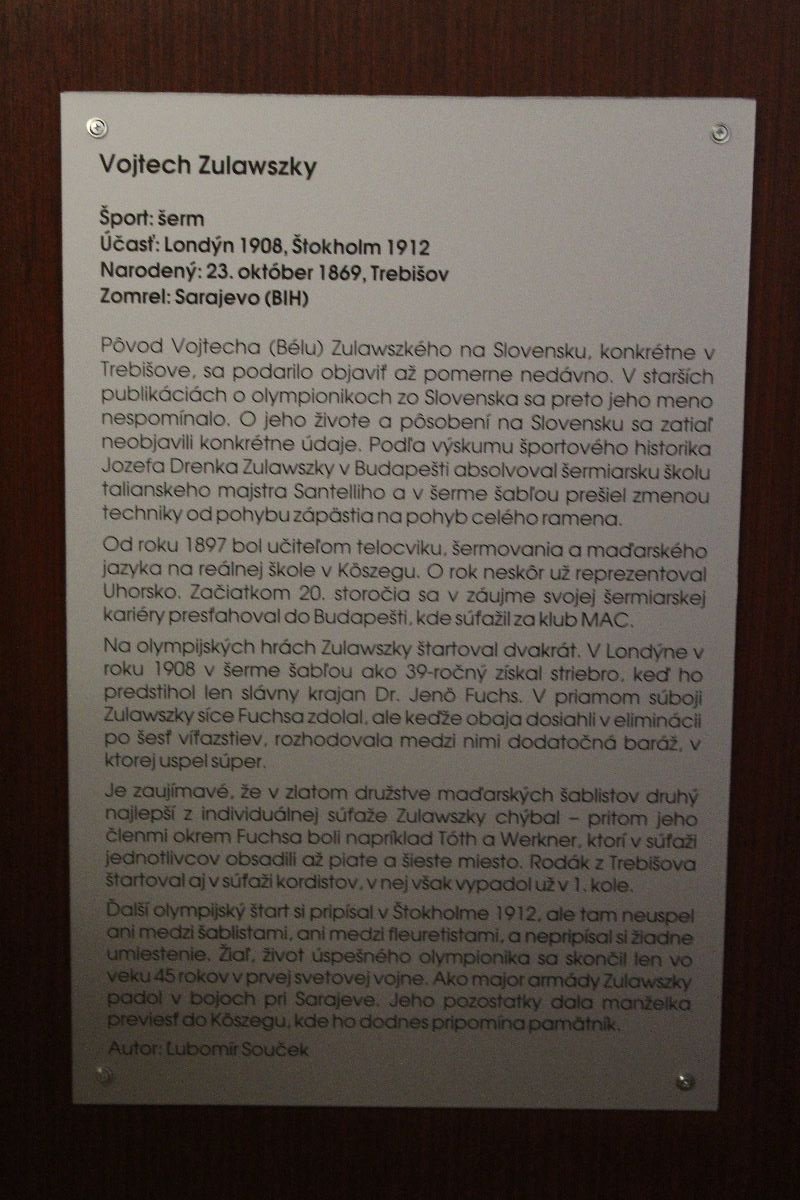 Vojtech Zulawszky
Šport: šerm
Účasť: Londýn 1908, Štokholm 1912
Narodený: 23. október 1869, Trebišov
Zomrel: Sarajevo (BIH)
Pôvod Vojtecha (Bélu) Zulawszkého na Slovensku, konkrétne v
Trebišove, sa podarilo objaviť až pomerne nedávno. V starších
publikáciách o olympionikoch zo Slovenska sa preto jeho meno
nespomínalo. O jeho živote a pôsobení na Slovensku sa zatiaľ
neobjavili konkrétne údaje. Podľa výskumu športového historika
Jozefa Drenka Zulawszky v Budapešti absolvoval šermiarsku školu
talianskeho majstra Santelliho a v šerme šabľou prešiel zmenou
techniky od pohybu zápästia na pohyb celého ramena.
Od roku 1897 bol učiteľom telocviku, šermovania a maďarského
jazyka na reálnej škole v Kőszegu. O rok neskôr už reprezentoval
Uhorsko. Začiatkom 20. storočia sa v záujme svojej šermiarskej
kariéry presťahoval do Budapešti, kde súťažil za klub MAC.
Na olympijských hrách Zulawszky štartoval dvakrát. V Londýne v
roku 1908 v šerme šabľou ako 39-ročný získal striebro, keď ho
predstihol len slávny krajan Dr. Jenő Fuchs. V priamom súboji
Zulawszky síce Fuchsa zdolal, ale keďže obaja dosiahli v eliminácii
po šesť víťazstiev, rozhodovala medzi nimi dodatočná baráž, v
ktorej uspel súper.
Je zaujímavé, že v zlatom družstve maďarských šablistov druhý
najlepší z individuálnej súťaže Zulawszky chýbal – pritom jeho
členmi okrem Fuchsa boli napríklad Tóth a Werkner, ktorí v súťaži
jednotlivcov obsadili až piate a šieste miesto. Rodák z Trebišova
štartoval aj v súťaži kordistov, v nej však vypadol už v 1. kole.
Ďalší olympijský štart si pripísal v Štokholme 1912, ale tam neuspel
ani medzi šablistami, ani medzi fleuretistami, a nepripísal si žiadne
umiestenie. Žiaľ, život úspešného olympionika sa skončil len vo
veku 45 rokov v prvej svetovej vojne. Ako major armády Zulawszky
padol v bojoch pri Sarajeve. Jeho pozostatky dala manželka
previesť do Kőszegu, kde ho dodnes pripomína pamätník.
Autor: Ľubomír Souček